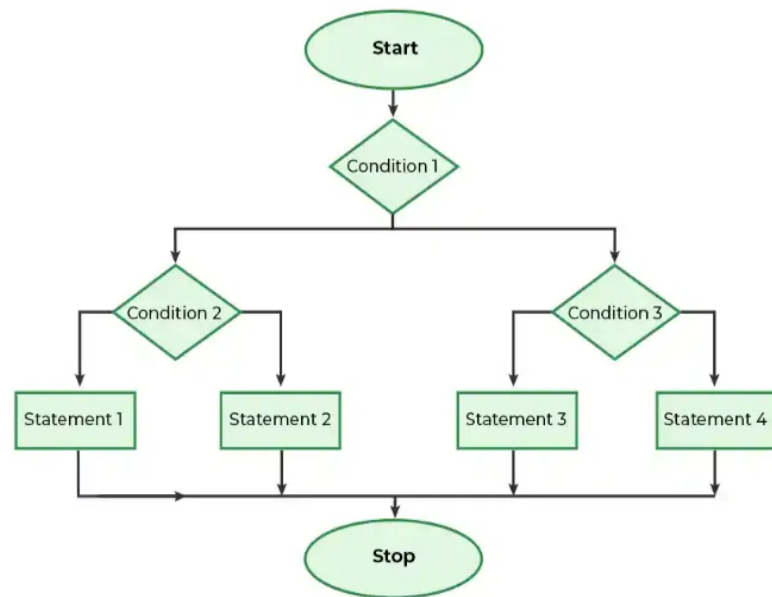 Start
Condition 1
Condition 2
Condition 3
Statement 1
Statement 2
Statement 3
Statement 4
Stop